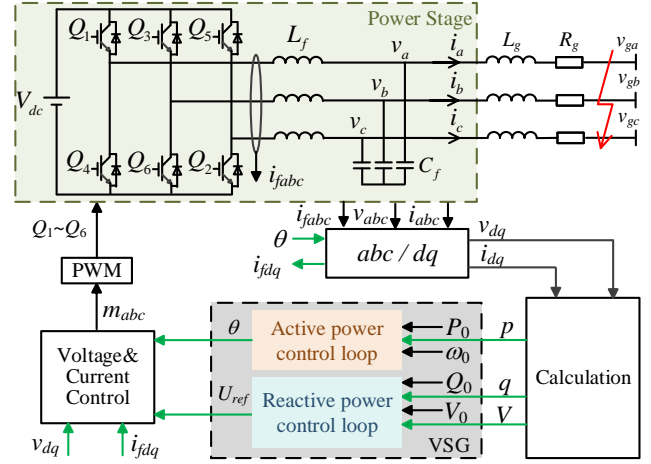 Power Stage
Q1
Q3
Q5
Lf
va
ia
Lg
Rg
vga
Vdc
vb
ib
vgb
vc
ic
vgc
Q4
Q6
Q2
ifabc
Cf
Q1~Q6
ifabc
vabc
iabc
θ
ifdq
abc / dq
vdq
idq
PWM
mabc
Voltage&
Current
Control
θ
Uref
Active power
control loop
P0
ω0
p
Reactive power
control loop
Q0
V0
q
V
VSG
Calculation
vdq
ifdq